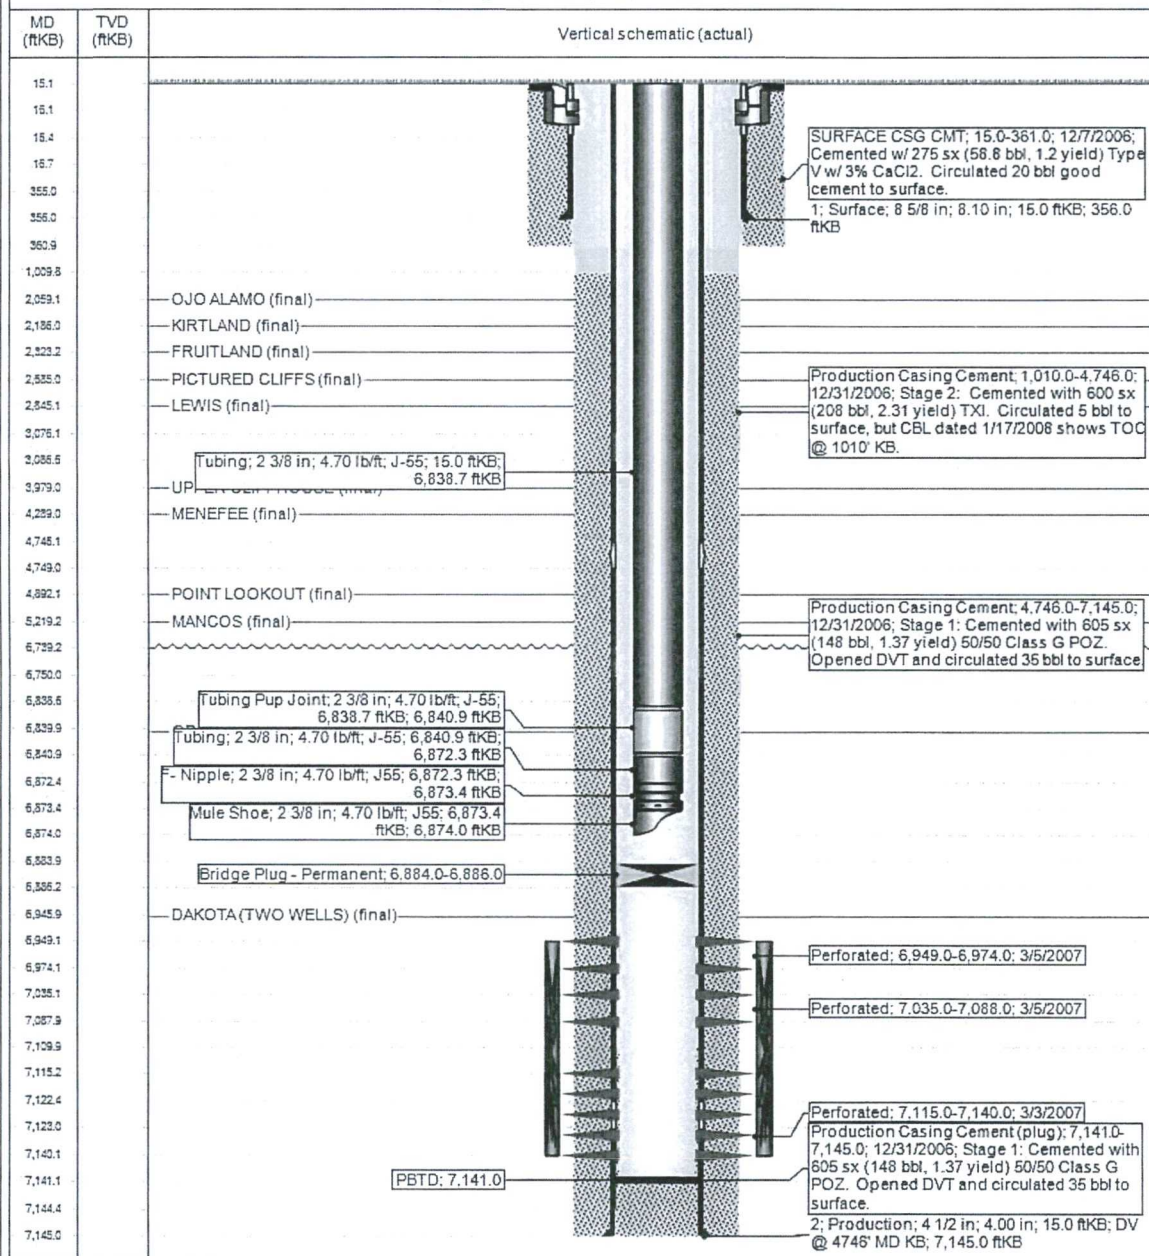 MD (ftKB)
TVD (ftKB)
Vertical schematic (actual)
15.1
15.1
15.4
16.7
355.0
356.0
360.9
1,009.8
2,059.1
2,186.0
2,323.2
2,535.0
2,645.1
3,076.1
3,979.0
4,239.0
4,745.1
4,749.0
4,892.1
5,219.2
6,739.2
6,750.0
6,839.9
6,840.9
6,872.4
6,873.4
6,874.0
6,883.9
6,945.9
6,949.1
6,974.1
7,035.1
7,087.9
7,109.9
7,115.2
7,122.4
7,123.0
7,140.1
7,141.1
7,144.4
7,145.0
OJO ALAMO (final)
KIRTLAND (final)
FRUITLAND (final)
PICTURED CLIFFS (final)
LEWIS (final)
Tubing; 2 3/8 in; 4.70 lb/ft; J-55; 15.0 ftKB;
6,838.7 ftKB
MENEFEE (final)
POINT LOOKOUT (final)
MANCOS (final)
Tubing Pup Joint; 2 3/8 in; 4.70 lb/ft; J-55;
6,838.7 ftKB; 6,840.9 ftKB
Tubing; 2 3/8 in; 4.70 lb/ft; J-55; 6,840.9 ftKB;
6,872.3 ftKB
F- Nipple; 2 3/8 in; 4.70 lb/ft; J55; 6,872.3 ftKB;
6,873.4 ftKB
Mule Shoe; 2 3/8 in; 4.70 lb/ft; J55; 6,873.4
ftKB; 6,874.0 ftKB
Bridge Plug - Permanent; 6,884.0-6,886.0
DAKOTA (TWO WELLS) (final)
PBTD; 7,141.0
SURFACE CSG CMT; 15.0-361.0; 12/7/2006;
Cemented w/ 275 sx (58.8 bbl, 1.2 yield) Type
V w/ 3% CaCl2. Circulated 20 bbl good
cement to surface.
1; Surface; 8 5/8 in; 8.10 in; 15.0 ftKB; 356.0
ftKB
Production Casing Cement; 1,010.0-4,746.0;
12/31/2006; Stage 2: Cemented with 600 sx
(208 bbl, 2.31 yield) TXI. Circulated 5 bbl to
surface, but CBL dated 1/17/2008 shows TOC
@ 1010' KB.
Production Casing Cement; 4,746.0-7,145.0;
12/31/2006; Stage 1: Cemented with 605 sx
(148 bbl, 1.37 yield) 50/50 Class G POZ.
Opened DVT and circulated 35 bbl to surface
Perforated; 6,949.0-6,974.0; 3/5/2007
Perforated; 7,035.0-7,088.0; 3/5/2007
Perforated; 7,115.0-7,140.0; 3/3/2007
Production Casing Cement (plug); 7,141.0-
7,145.0; 12/31/2006; Stage 1: Cemented with
605 sx (148 bbl, 1.37 yield) 50/50 Class G
POZ. Opened DVT and circulated 35 bbl to
surface.
2; Production; 4 1/2 in; 4.00 in; 15.0 ftKB; DV
@ 4746' MD KB; 7,145.0 ftKB